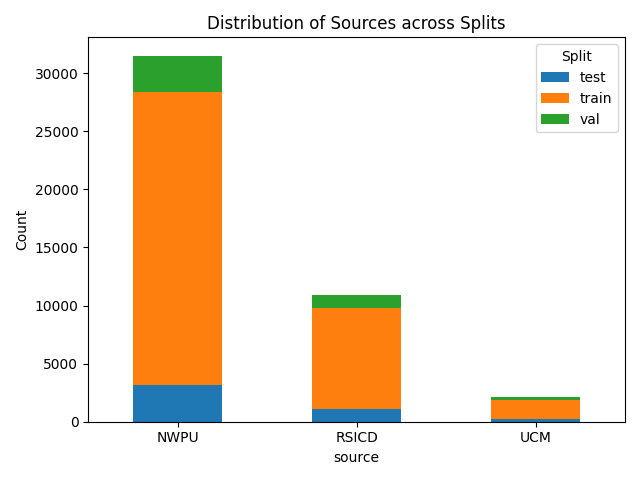 Distribution of Sources across Splits
Split
test
train
val
30000
25000
20000
15000
10000
5000
0
Count
NWPU RSICD UCM
source